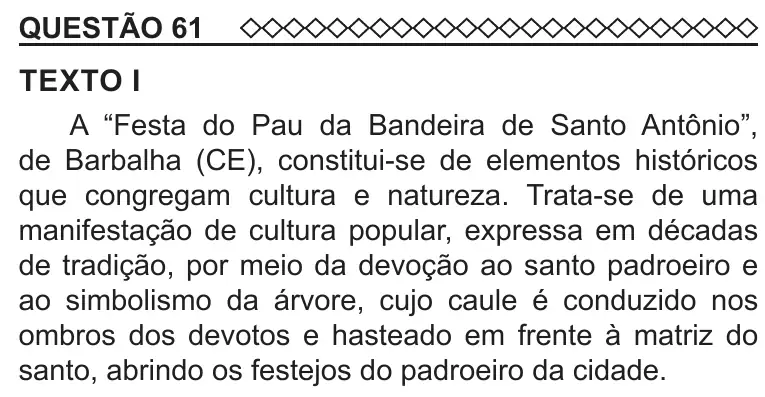 QUESTÃO 61
TEXTO I
A “Festa do Pau da Bandeira de Santo Antônio”,
de Barbalha (CE), constitui-se de elementos históricos
que congregam cultura e natureza. Trata-se de uma
manifestação de cultura popular, expressa em décadas
de tradição, por meio da devoção ao santo padroeiro e
ao simbolismo da árvore, cujo caule é conduzido nos
ombros dos devotos e hasteado em frente à matriz do
santo, abrindo os festejos do padroeiro da cidade.